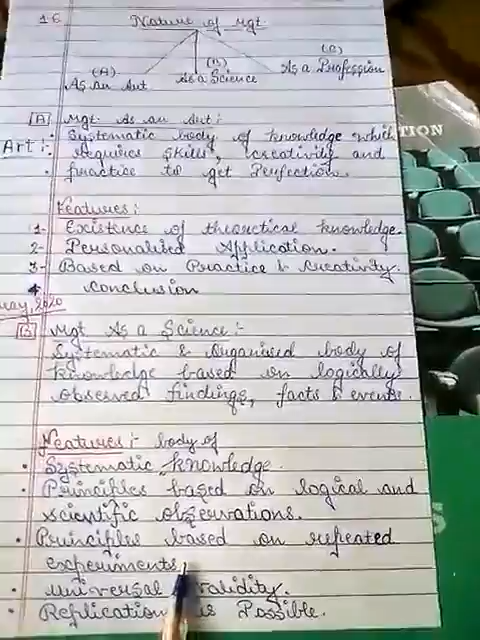 16
Nature of Mgt
(A) (B) (C)
As an Art As a Science As a Profession
[A] Mgt. As an Art:
Art:- Systematic body of knowledge which
requires skills, creativity and
practice to get Perfection.
Features:
1- Existence of theoretical knowledge.
2- Personalised Application.
3- Based on Practice & Creativity.
4 Conclusion
May, 2020
[B] Mgt As a Science:-
Systematic & Organised body of
knowledge based on logically
observed findings, facts & events.
Features:- body of
• Systematic knowledge.
• Principles based on logical and
scientific observations.
• Principles based on repeated
experiments.
• Universal validity.
• Replication is Possible.
TION
S